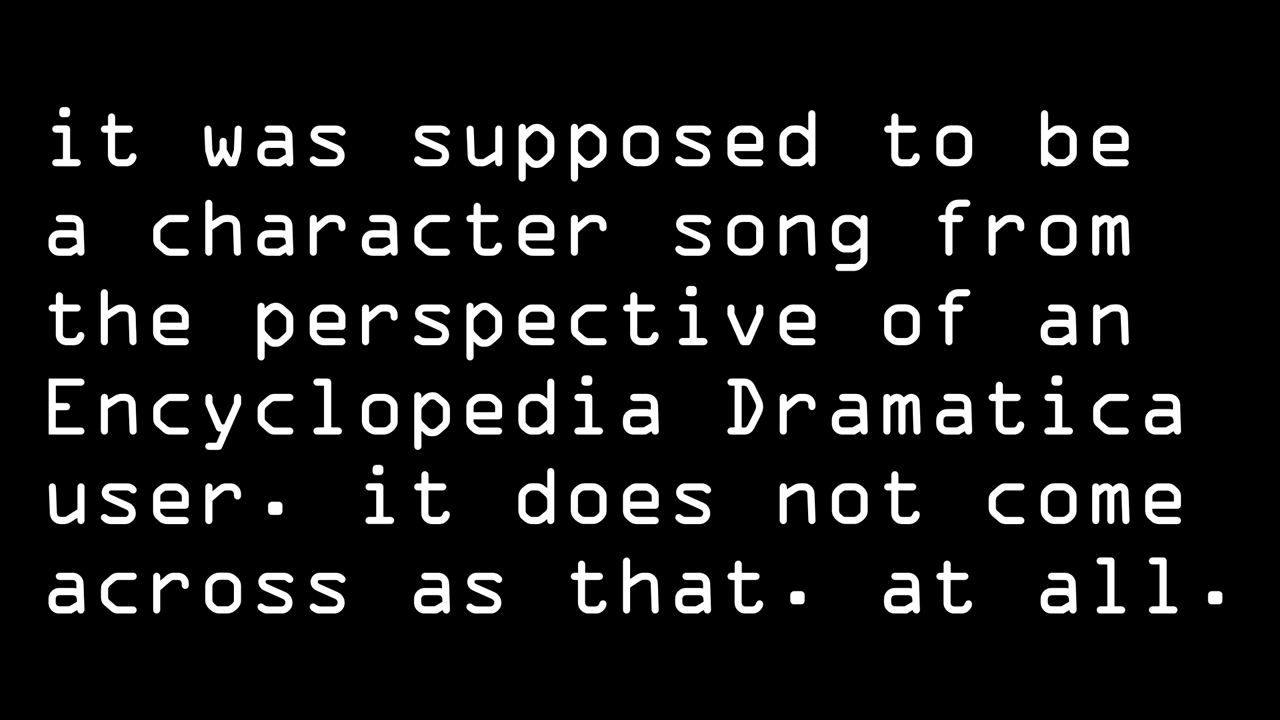 it was supposed to be
a character song from
the perspective of an
Encyclopedia Dramatica
user. it does not come
across as that. at all.